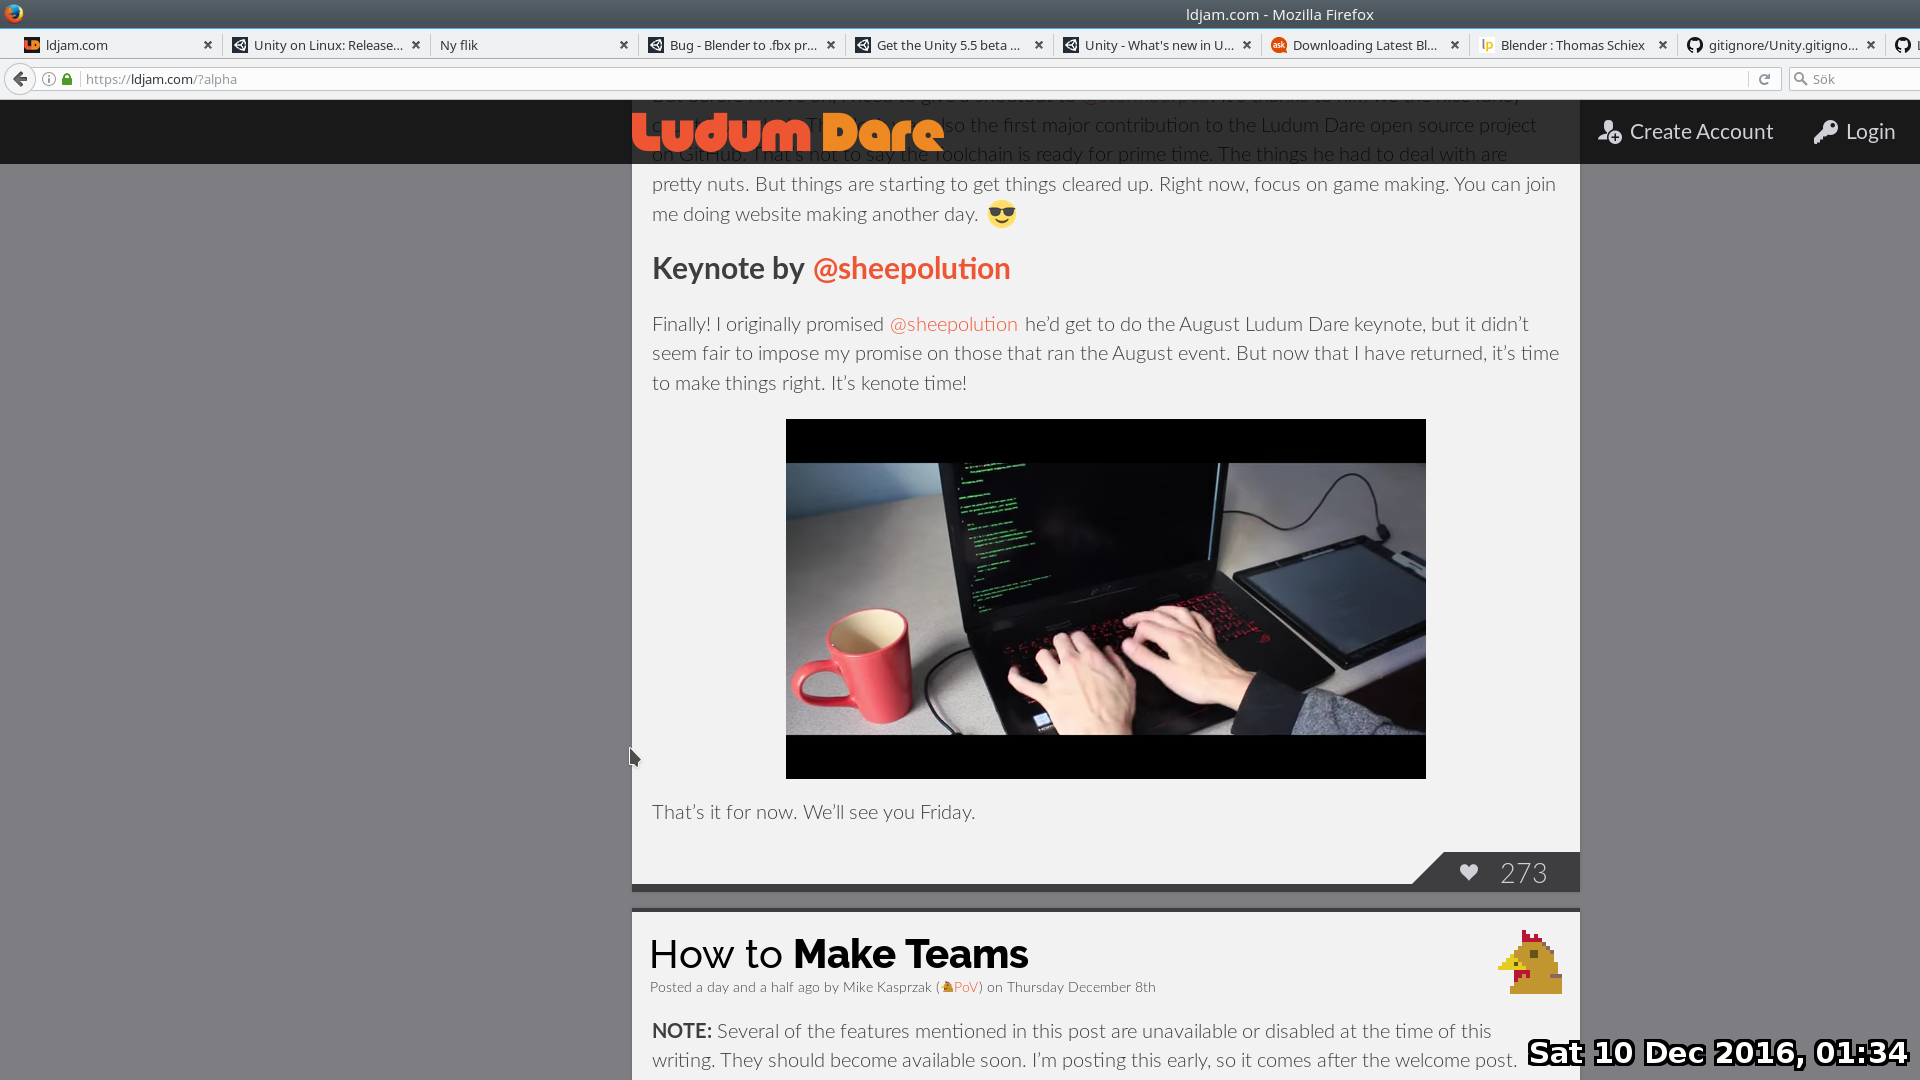 ldjam.com - Mozilla Firefox
ldjam.com
Unity on Linux: Release...
Ny flik
Bug - Blender to .fbx pr...
Get the Unity 5.5 beta ...
Unity - What's new in U...
Downloading Latest Bl...
Blender : Thomas Schiex
gitignore/Unity.gitigno...
https://ldjam.com/?alpha
Sök
Ludum Dare
Create Account
Login
also the first major contribution to the Ludum Dare open source project
on GitHub. That's not to say the Toolchain is ready for prime time. The things he had to deal with are
pretty nuts. But things are starting to get things cleared up. Right now, focus on game making. You can join
me doing website making another day.
Keynote by @sheepolution
Finally! I originally promised @sheepolution he’d get to do the August Ludum Dare keynote, but it didn’t
seem fair to impose my promise on those that ran the August event. But now that I have returned, it’s time
to make things right. It’s kenote time!
That’s it for now. We’ll see you Friday.
273
How to Make Teams
Posted a day and a half ago by Mike Kasprzak (PoV) on Thursday December 8th
NOTE: Several of the features mentioned in this post are unavailable or disabled at the time of this
writing. They should become available soon. I’m posting this early, so it comes after the welcome post.
Sat 10 Dec 2016, 01:34